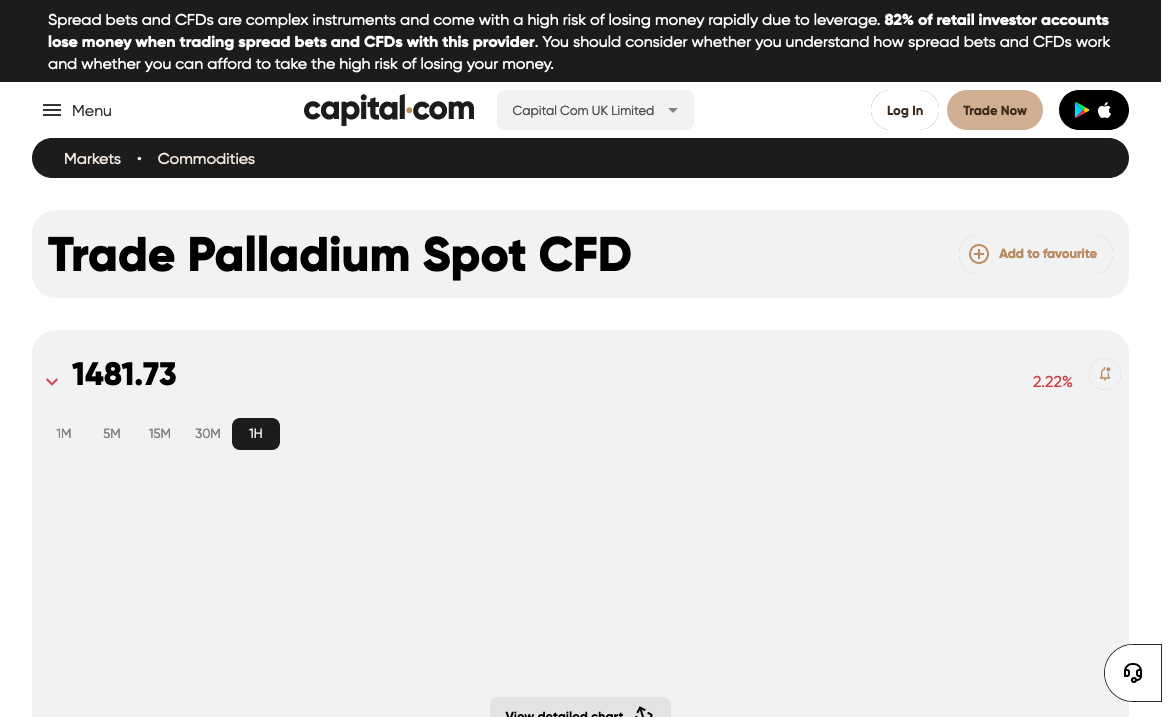 Spread bets and CFDs are complex instruments and come with a high risk of losing money rapidly due to leverage. 82% of retail investor accounts
lose money when trading spread bets and CFDs with this provider. You should consider whether you understand how spread bets and CFDs work
and whether you can afford to take the high risk of losing your money.
Menu
capital.com
Capital Com UK Limited
Log In
Trade Now
Markets • Commodities
Trade Palladium Spot CFD
Add to favourite
1481.73
2.22%
1M 5M 15M 30M 1H
View detailed chart